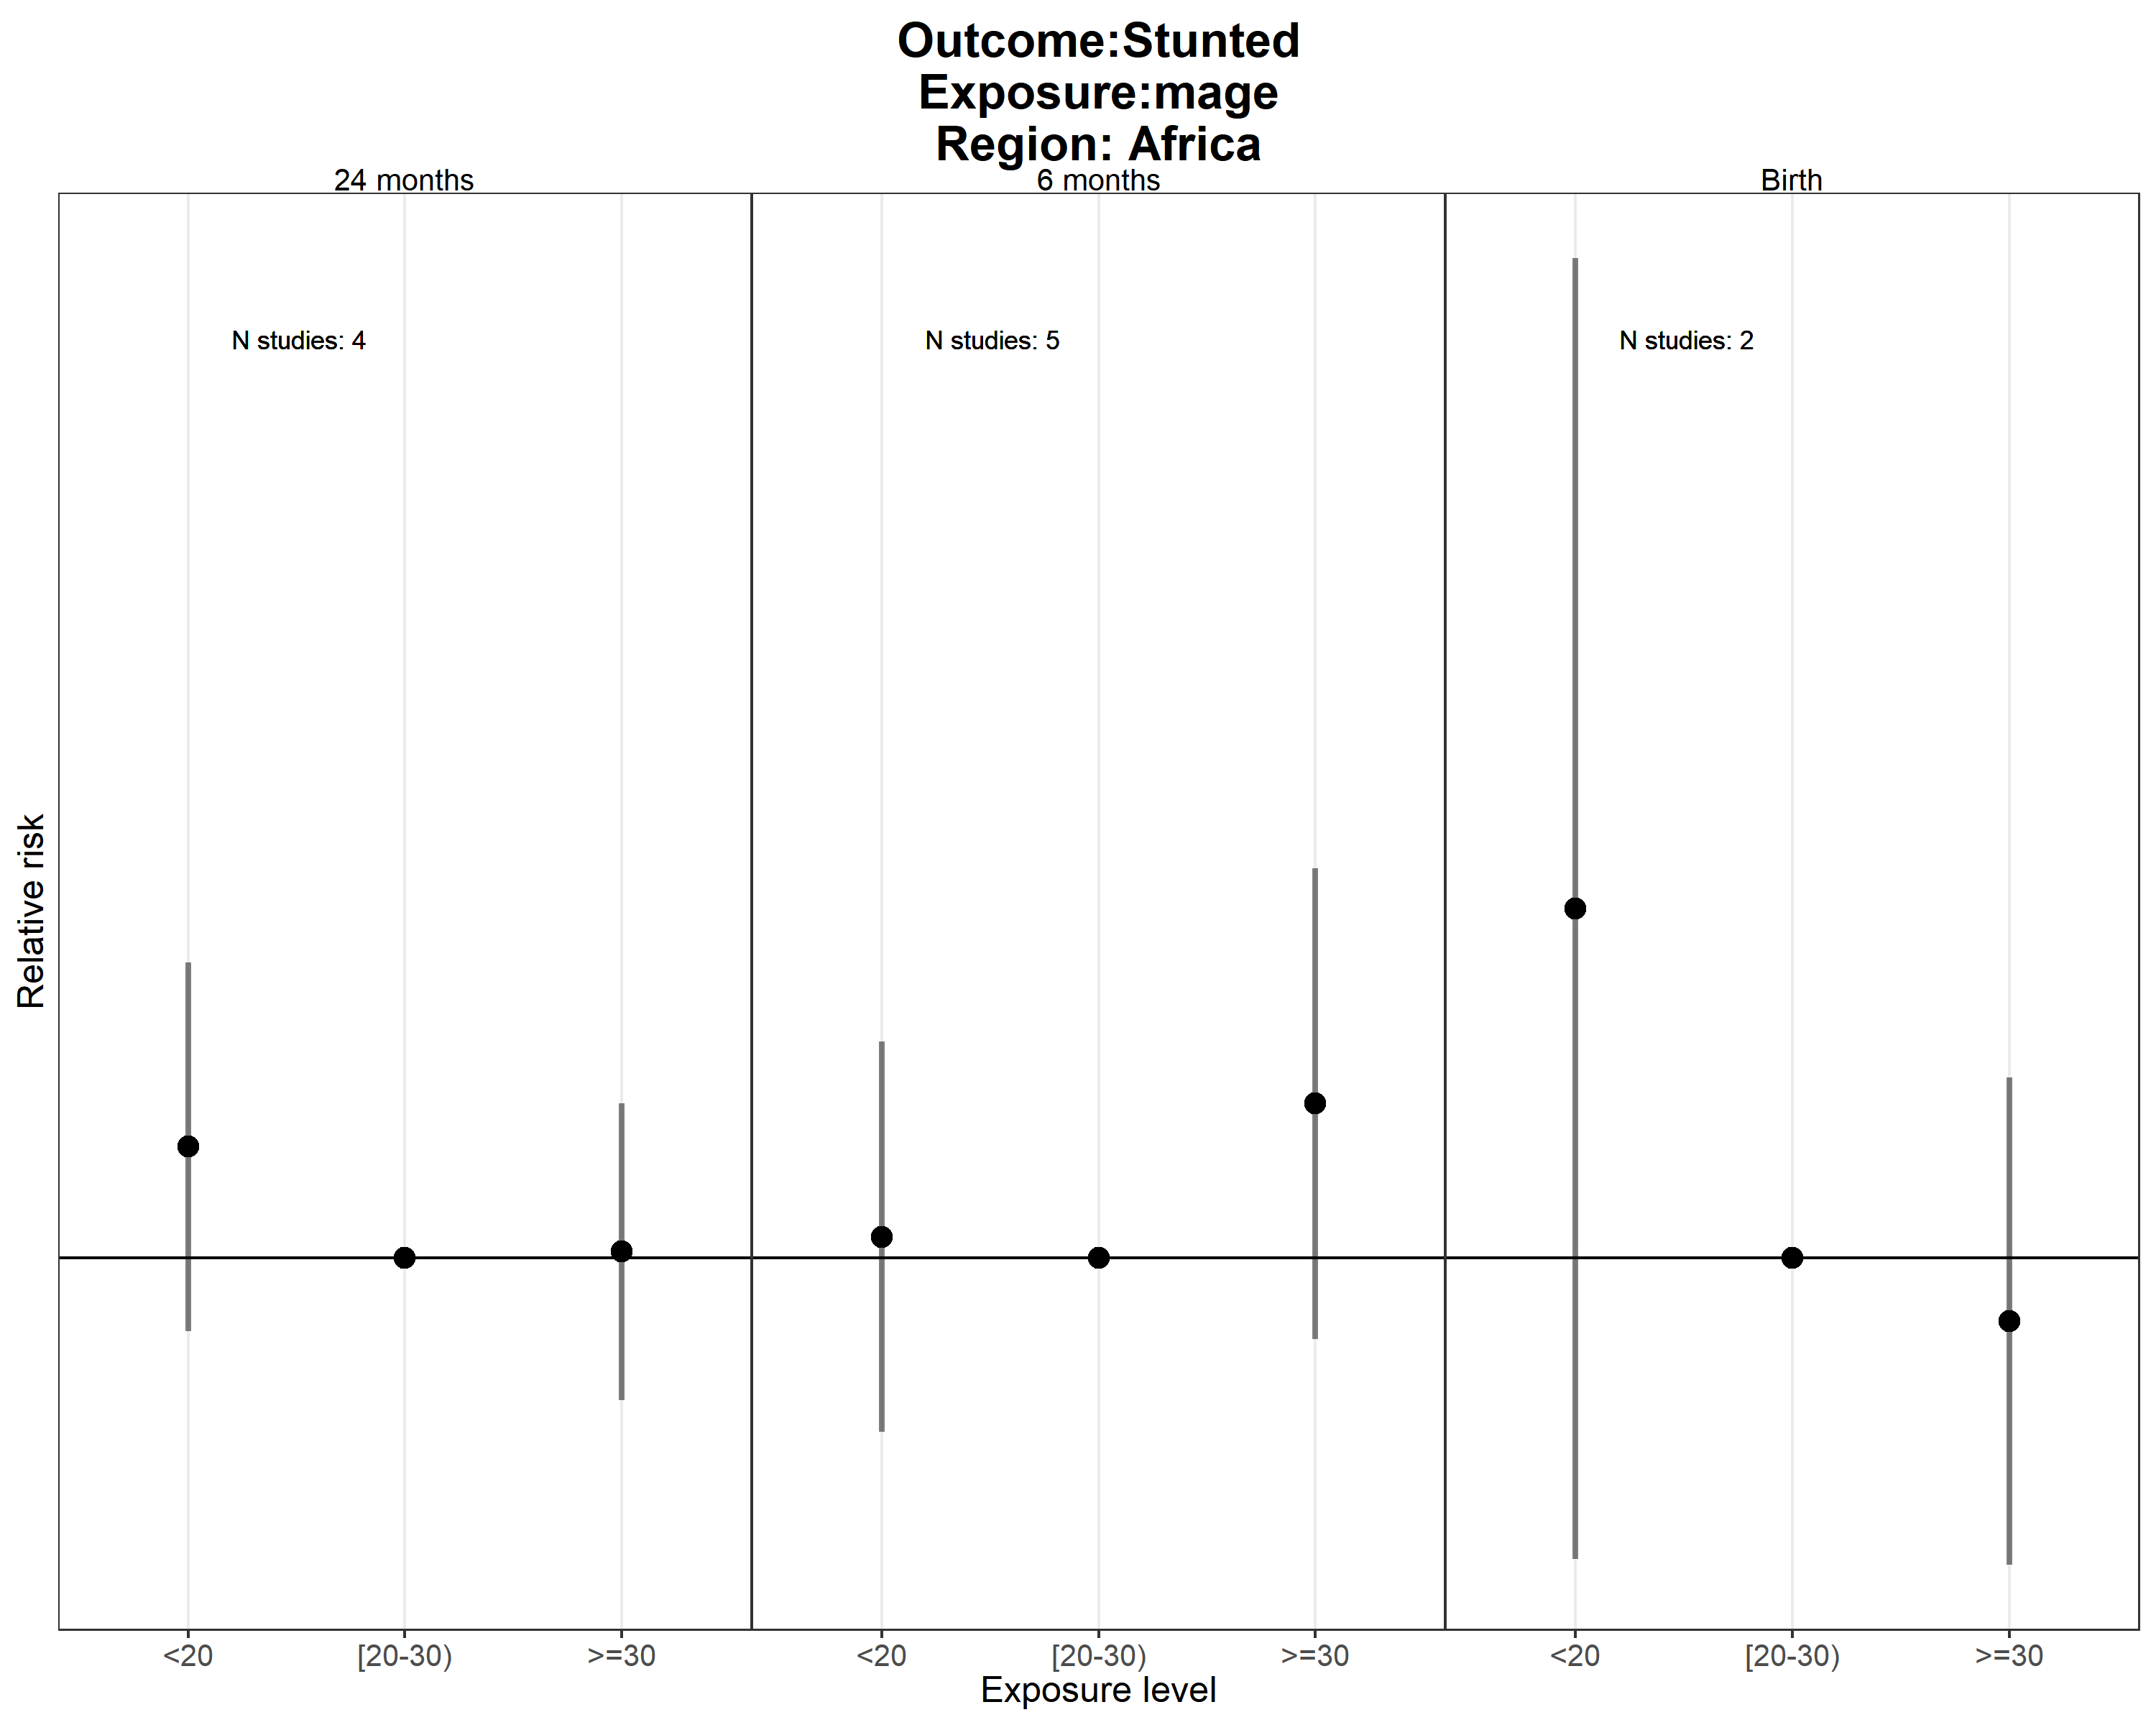 Outcome:Stunted
Exposure:mage
Region: Africa
24 months
6 months
Birth
N studies: 4
N studies: 5
N studies: 2
Relative risk
<20
[20-30)
>=30
<20
[20-30)
>=30
<20
[20-30)
>=30
Exposure level